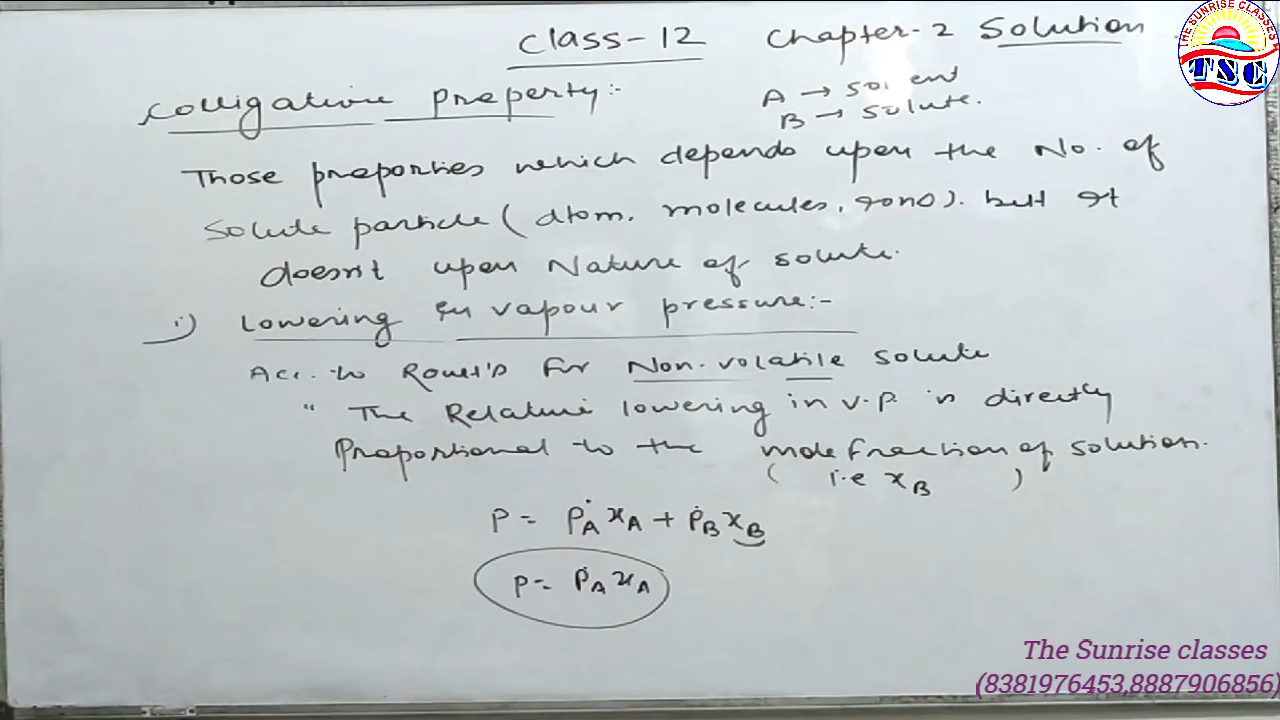 Class-12 Chapter-2 Solution
THE SUNRISE CLASSES
TSC
Colligative Property:-
A → sol ent
B → solute.
Those properties which depends upon the No. of
Solute particle (Atom, molecules, ions). but It
doesn't upon Nature of solute.
i) Lowering in vapour pressure:-
Acc. to Roult's For Non-volatile solute
" The Relative lowering in v.p. is directly
Proportional to the mole fraction of solution.
( i.e x_B )
P = P°_A x_A + P°_B x_B
P = P°_A x_A
The Sunrise classes
(8381976453,8887906856)